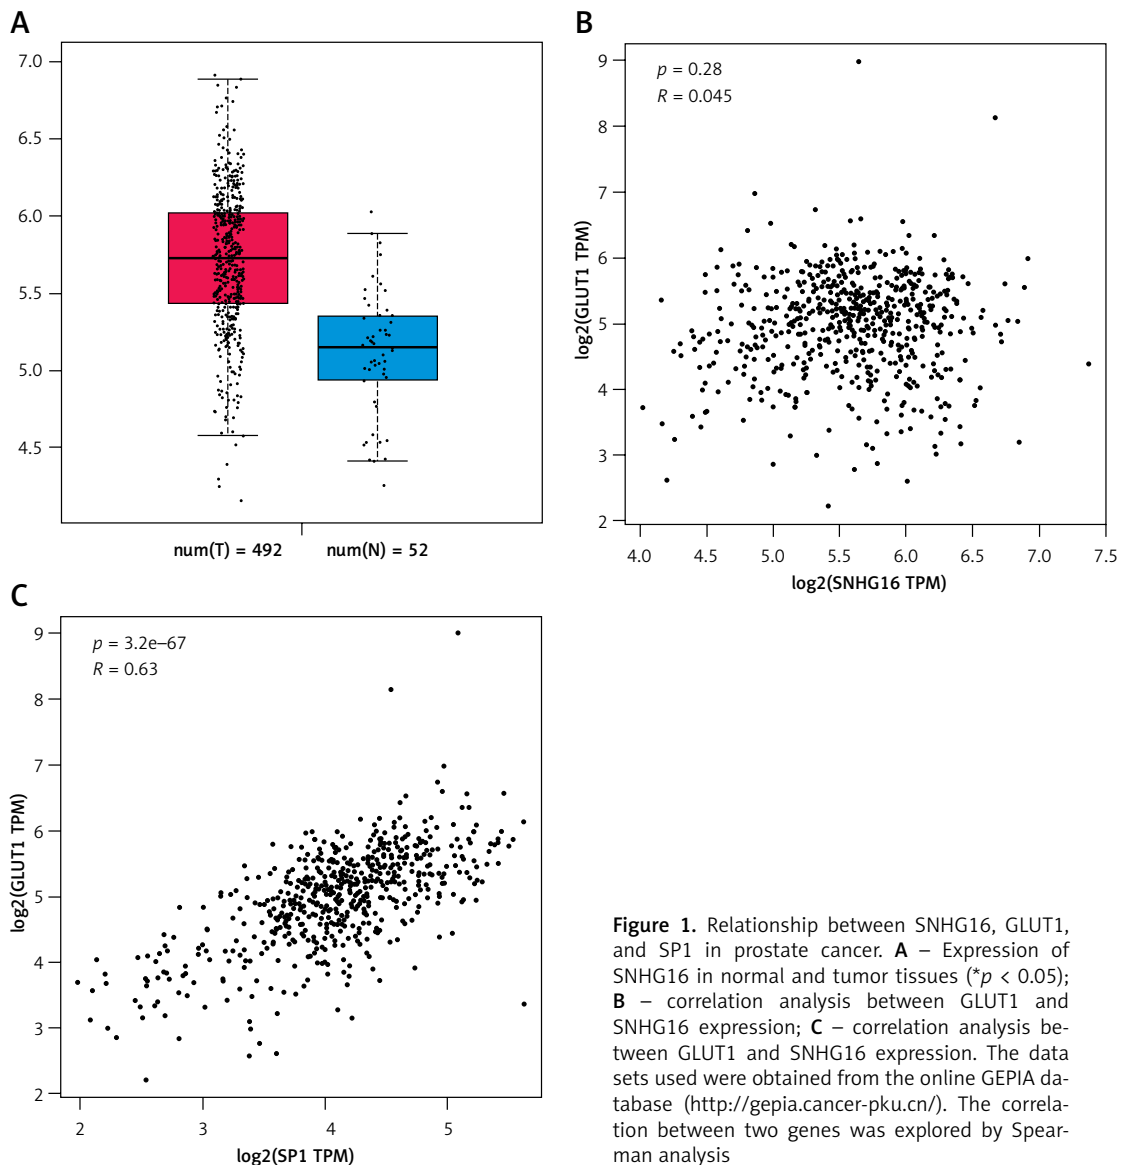 A
7.0
6.5
6.0
5.5
5.0
4.5
num(T) = 492 num(N) = 52
B
p = 0.28
R = 0.045
log2(GLUT1 TPM)
9
8
7
6
5
4
3
2
4.0 4.5 5.0 5.5 6.0 6.5 7.0 7.5
log2(SNHG16 TPM)
C
p = 3.2e–67
R = 0.63
log2(GLUT1 TPM)
9
8
7
6
5
4
3
2
2 3 4 5
log2(SP1 TPM)
Figure 1. Relationship between SNHG16, GLUT1,
and SP1 in prostate cancer. A – Expression of
SNHG16 in normal and tumor tissues (*p < 0.05);
B – correlation analysis between GLUT1 and
SNHG16 expression; C – correlation analysis be-
tween GLUT1 and SNHG16 expression. The data
sets used were obtained from the online GEPIA da-
tabase (http://gepia.cancer-pku.cn/). The correla-
tion between two genes was explored by Spear-
man analysis